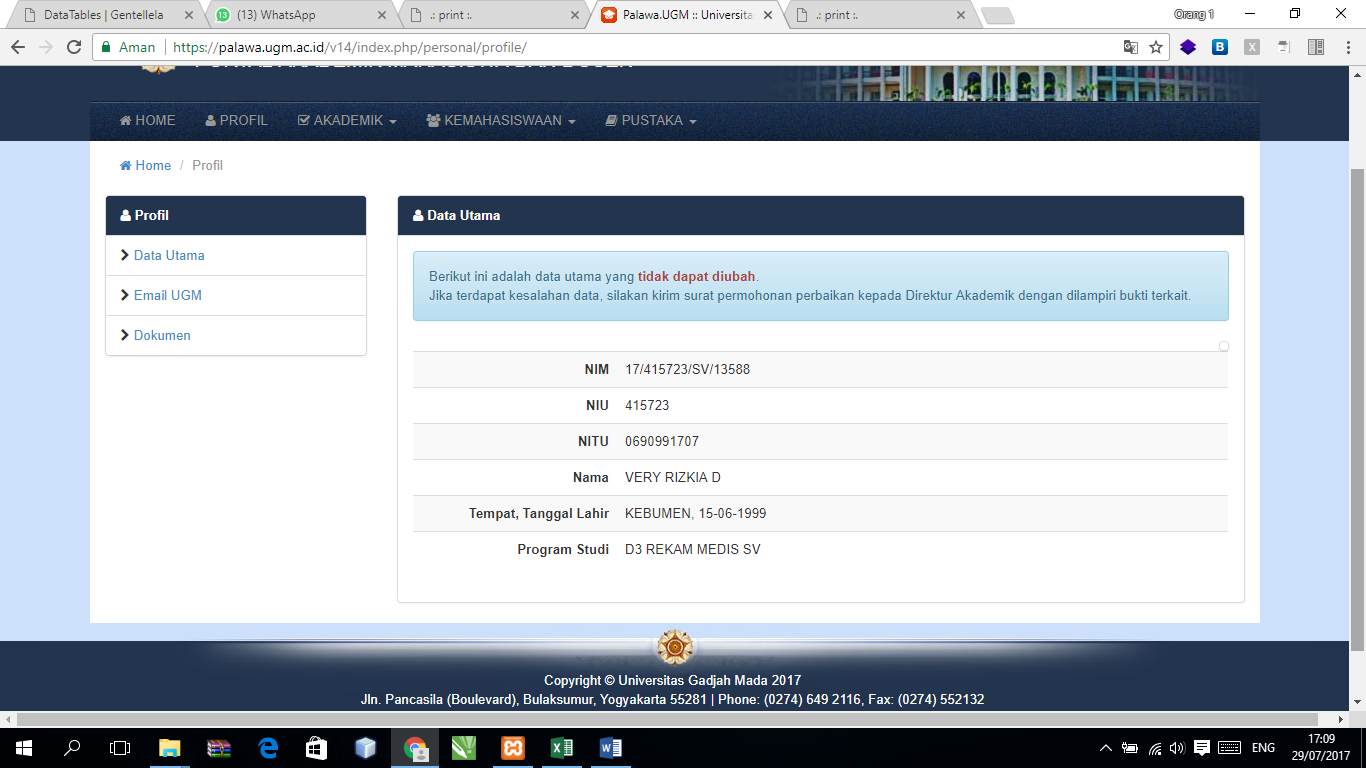 DataTables | Gentellela
(13) WhatsApp
.: print :.
Palawa.UGM :: Universita
.: print :.
Orang 1
Aman
https://palawa.ugm.ac.id/v14/index.php/personal/profile/
HOME
PROFIL
AKADEMIK
KEMAHASISWAAN
PUSTAKA
Home / Profil
Profil
Data Utama
Email UGM
Dokumen
Data Utama
Berikut ini adalah data utama yang tidak dapat diubah.
Jika terdapat kesalahan data, silakan kirim surat permohonan perbaikan kepada Direktur Akademik dengan dilampiri bukti terkait.
NIM 17/415723/SV/13588
NIU 415723
NITU 0690991707
Nama VERY RIZKIA D
Tempat, Tanggal Lahir KEBUMEN, 15-06-1999
Program Studi D3 REKAM MEDIS SV
Copyright © Universitas Gadjah Mada 2017
Jln. Pancasila (Boulevard), Bulaksumur, Yogyakarta 55281 | Phone: (0274) 649 2116, Fax: (0274) 552132
ENG
17:09
29/07/2017